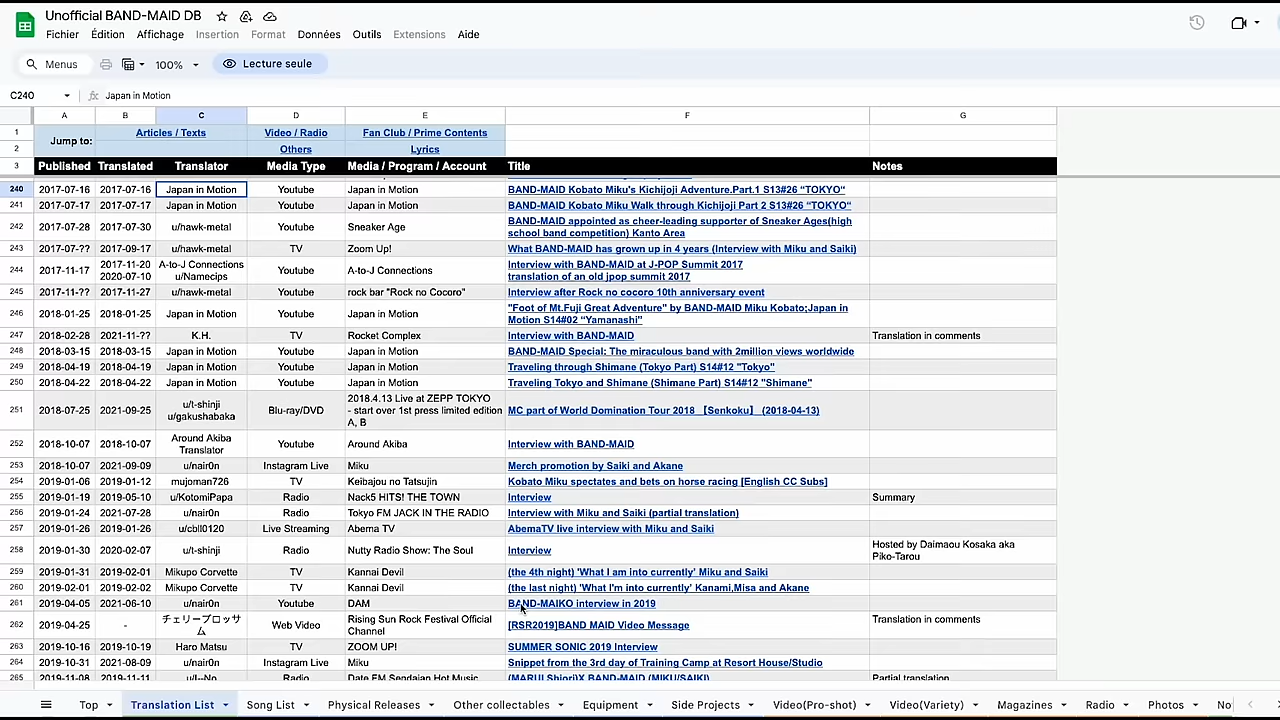 Unofficial BAND-MAID DB
Fichier Édition Affichage Insertion Format Données Outils Extensions Aide
Menus 100% Lecture seule
C240 fx Japan in Motion
A B C D E F G
1 Jump to: Articles / Texts Video / Radio Fan Club / Prime Contents
2 Others Lyrics
3 Published Translated Translator Media Type Media / Program / Account Title Notes
240 2017-07-16 2017-07-16 Japan in Motion Youtube Japan in Motion BAND-MAID Kobato Miku's Kichijoji Adventure.Part.1 S13#26 “TOKYO“
241 2017-07-17 2017-07-17 Japan in Motion Youtube Japan in Motion BAND-MAID Kobato Miku Walk through Kichijoji Part 2 S13#26 “TOKYO“
242 2017-07-28 2017-07-30 u/hawk-metal Youtube Sneaker Age BAND-MAID appointed as cheer-leading supporter of Sneaker Ages(high
school band competition) Kanto Area
243 2017-07-?? 2017-09-17 u/hawk-metal TV Zoom Up! What BAND-MAID has grown up in 4 years (Interview with Miku and Saiki)
244 2017-11-17 2017-11-20 A-to-J Connections Youtube A-to-J Connections Interview with BAND-MAID at J-POP Summit 2017
2020-07-10 u/Namecips translation of an old jpop summit 2017
245 2017-11-?? 2017-11-27 u/hawk-metal Youtube rock bar "Rock no Cocoro" Interview after Rock no cocoro 10th anniversary event
246 2018-01-25 2018-01-25 Japan in Motion Youtube Japan in Motion "Foot of Mt.Fuji Great Adventure" by BAND-MAID Miku Kobato;Japan in
Motion S14#02 “Yamanashi”
247 2018-02-28 2021-11-?? K.H. TV Rocket Complex Interview with BAND-MAID Translation in comments
248 2018-03-15 2018-03-15 Japan in Motion Youtube Japan in Motion BAND-MAID Special: The miraculous band with 2million views worldwide
249 2018-04-19 2018-04-19 Japan in Motion Youtube Japan in Motion Traveling through Shimane (Tokyo Part) S14#12 "Tokyo"
250 2018-04-22 2018-04-22 Japan in Motion Youtube Japan in Motion Traveling Tokyo and Shimane (Shimane Part) S14#12 "Shimane"
251 2018-07-25 2021-09-25 u/t-shinji Blu-ray/DVD 2018.4.13 Live at ZEPP TOKYO MC part of World Domination Tour 2018 【Senkoku】 (2018-04-13)
u/gakushabaka - start over 1st press limited edition
A, B
252 2018-10-07 2018-10-07 Around Akiba Youtube Around Akiba Interview with BAND-MAID
Translator
253 2018-10-07 2021-09-09 u/nair0n Instagram Live Miku Merch promotion by Saiki and Akane
254 2019-01-06 2019-01-12 mujoman726 TV Keibajou no Tatsujin Kobato Miku spectates and bets on horse racing [English CC Subs]
255 2019-01-19 2019-05-10 u/KotomiPapa Radio Nack5 HITS! THE TOWN Interview Summary
256 2019-01-24 2021-07-28 u/nair0n Radio Tokyo FM JACK IN THE RADIO Interview with Miku and Saiki (partial translation)
257 2019-01-26 2019-01-26 u/cbll0120 Live Streaming Abema TV AbemaTV live interview with Miku and Saiki
258 2019-01-30 2020-02-07 u/t-shinji Radio Nutty Radio Show: The Soul Interview Hosted by Daimaou Kosaka aka
Piko-Tarou
259 2019-01-31 2019-02-01 Mikupo Corvette TV Kannai Devil (the 4th night) 'What I am into currently' Miku and Saiki
260 2019-02-01 2019-02-02 Mikupo Corvette TV Kannai Devil (the last night) 'What I'm into currently' Kanami,Misa and Akane
261 2019-04-05 2021-06-10 u/nair0n Youtube DAM BAND-MAIKO interview in 2019
262 2019-04-25 - チェリーブロッサ Web Video Rising Sun Rock Festival Official [RSR2019]BAND MAID Video Message Translation in comments
ム Channel
263 2019-10-16 2019-10-19 Haro Matsu TV ZOOM UP! SUMMER SONIC 2019 Interview
264 2019-10-31 2021-08-09 u/nair0n Instagram Live Miku Snippet from the 3rd day of Training Camp at Resort House/Studio
265 2019-11-08 2019-11-11 u/t--No Radio Date FM Sendaian Hot Music (MARUI Shiori)X BAND-MAID (MIKU/SAIKI) Partial translation
Top Translation List Song List Physical Releases Other collectables Equipment Side Projects Video(Pro-shot) Video(Variety) Magazines Radio Photos No